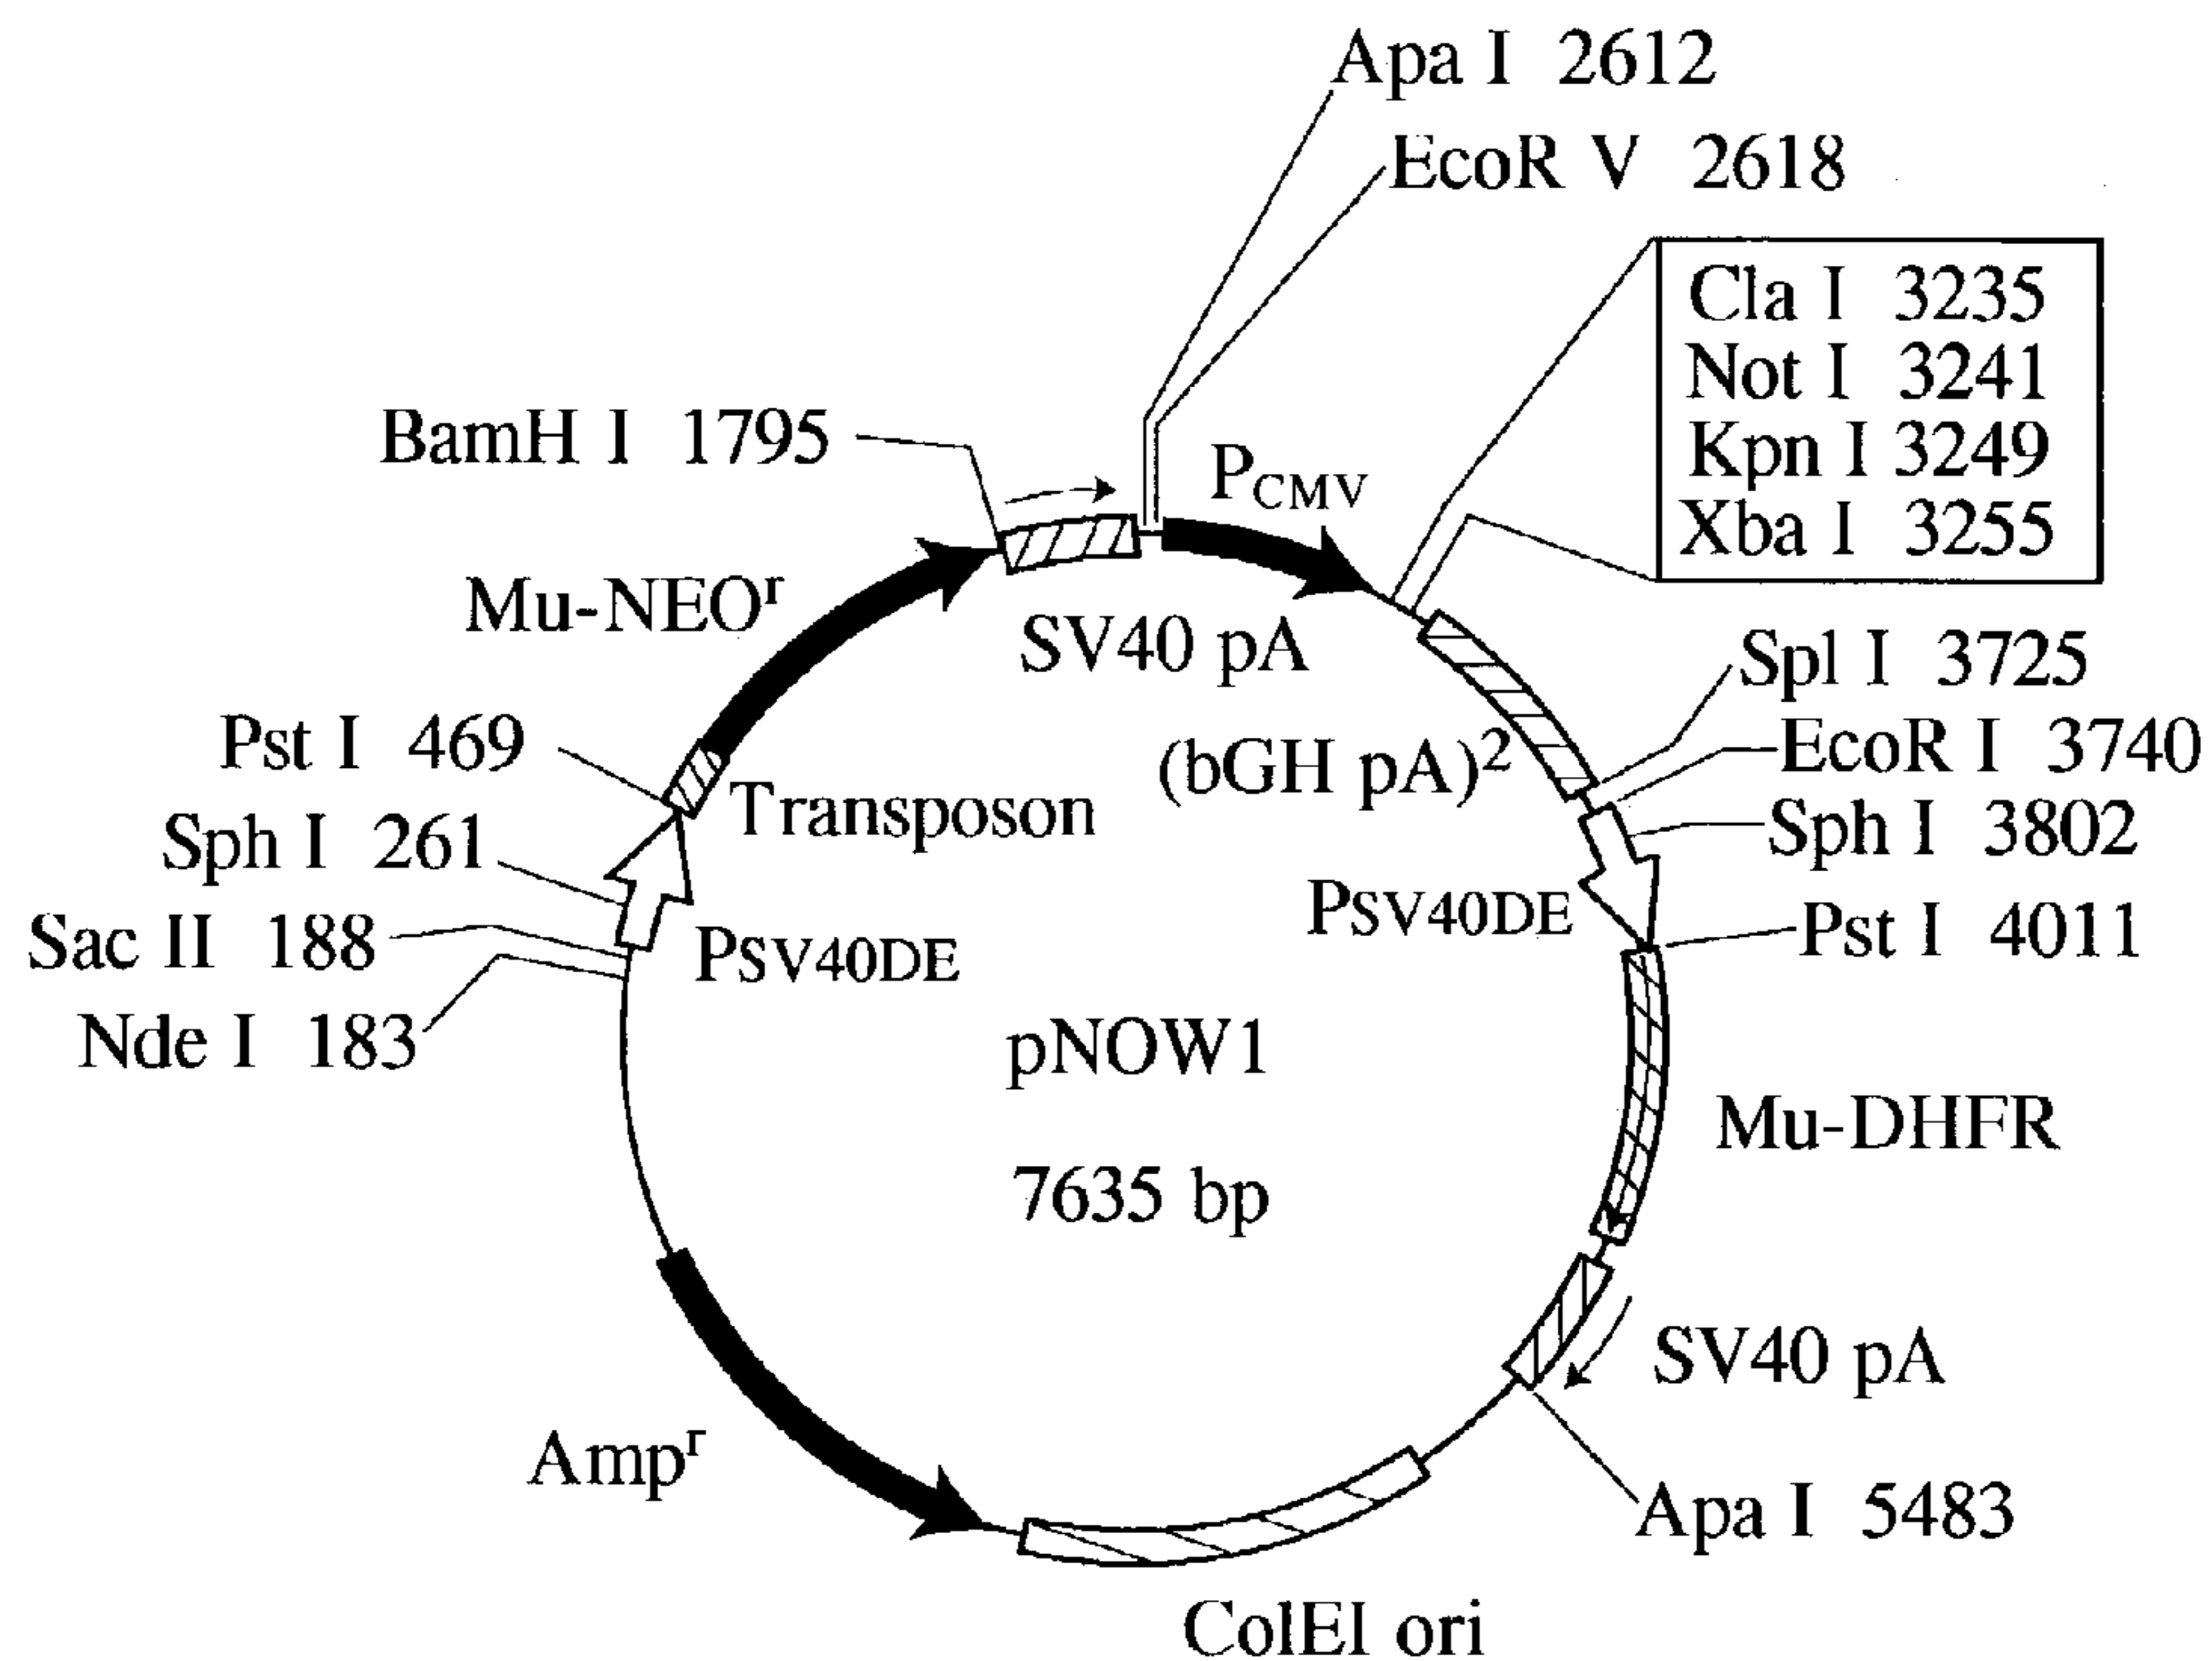 Apa I 2612
EcoR V 2618
Cla I 3235
Not I 3241
Kpn I 3249
Xba I 3255
BamH I 1795
PCMV
Mu-NEOr
SV40 pA
Spl I 3725
Pst I 469
(bGH pA)2
EcoR I 3740
Transposon
Sph I 261
Sph I 3802
PSV40DE
Sac II 188
PSV40DE
Pst I 4011
Nde I 183
pNOW1
7635 bp
Mu-DHFR
SV40 pA
Ampr
Apa I 5483
ColEI ori